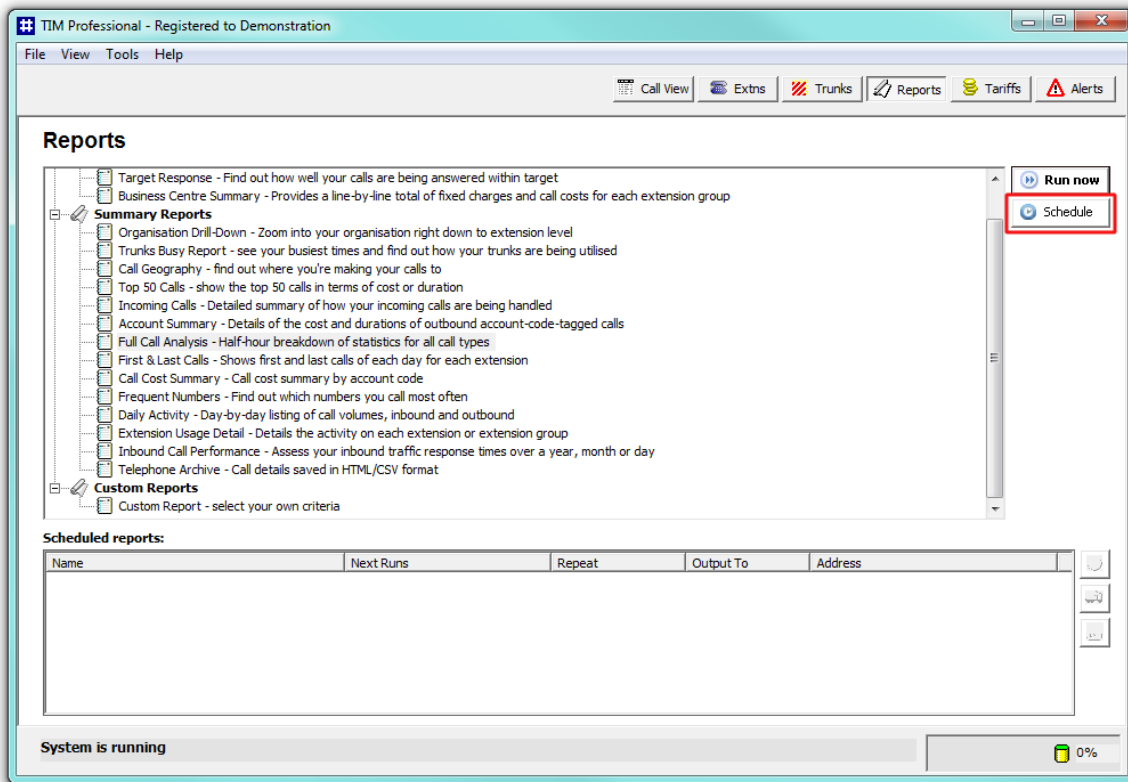 TIM Professional - Registered to Demonstration
File View Tools Help
Call View Extns Trunks Reports Tariffs Alerts
Reports
Target Response - Find out how well your calls are being answered within target
Run now
Business Centre Summary - Provides a line-by-line total of fixed charges and call costs for each extension group
Summary Reports
Schedule
Organisation Drill-Down - Zoom into your organisation right down to extension level
Trunks Busy Report - see your busiest times and find out how your trunks are being utilised
Call Geography - find out where you're making your calls to
Top 50 Calls - show the top 50 calls in terms of cost or duration
Incoming Calls - Detailed summary of how your incoming calls are being handled
Account Summary - Details of the cost and durations of outbound account-code-tagged calls
Full Call Analysis - Half-hour breakdown of statistics for all call types
First & Last Calls - Shows first and last calls of each day for each extension
Call Cost Summary - Call cost summary by account code
Frequent Numbers - Find out which numbers you call most often
Daily Activity - Day-by-day listing of call volumes, inbound and outbound
Extension Usage Detail - Details the activity on each extension or extension group
Inbound Call Performance - Assess your inbound traffic response times over a year, month or day
Telephone Archive - Call details saved in HTML/CSV format
Custom Reports
Custom Report - select your own criteria
Scheduled reports:
Name Next Runs Repeat Output To Address
System is running
0%